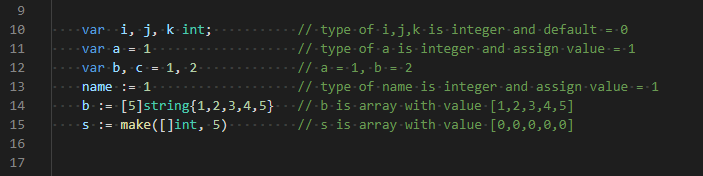 9
10 var i, j, k int; // type of i,j,k is integer and default = 0
11 var a = 1 // type of a is integer and assign value = 1
12 var b, c = 1, 2 // a = 1, b = 2
13 name := 1 // type of name is integer and assign value = 1
14 b := [5]string{1,2,3,4,5} // b is array with value [1,2,3,4,5]
15 s := make([]int, 5) // s is array with value [0,0,0,0,0]
16
17